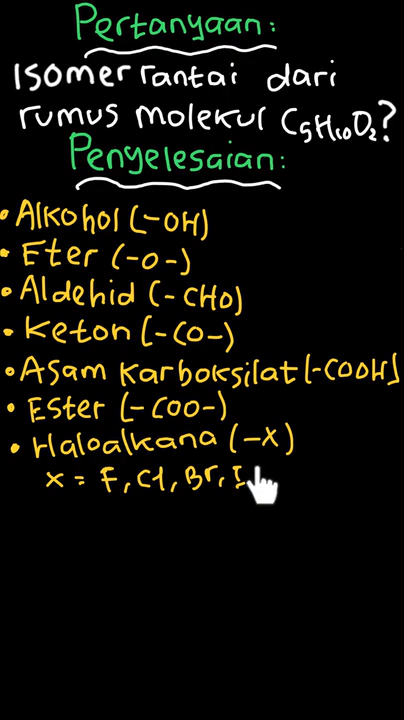 Pertanyaan:
Isomer rantai dari
rumus molekul C₅H₁₀O₂?
Penyelesaian:
• Alkohol (-OH)
• Eter (-O-)
• Aldehid (-CHO)
• Keton (-CO-)
• Asam Karboksilat (-COOH)
• Ester (-COO-)
• Haloalkana (-X)
X = F, Cl, Br, I